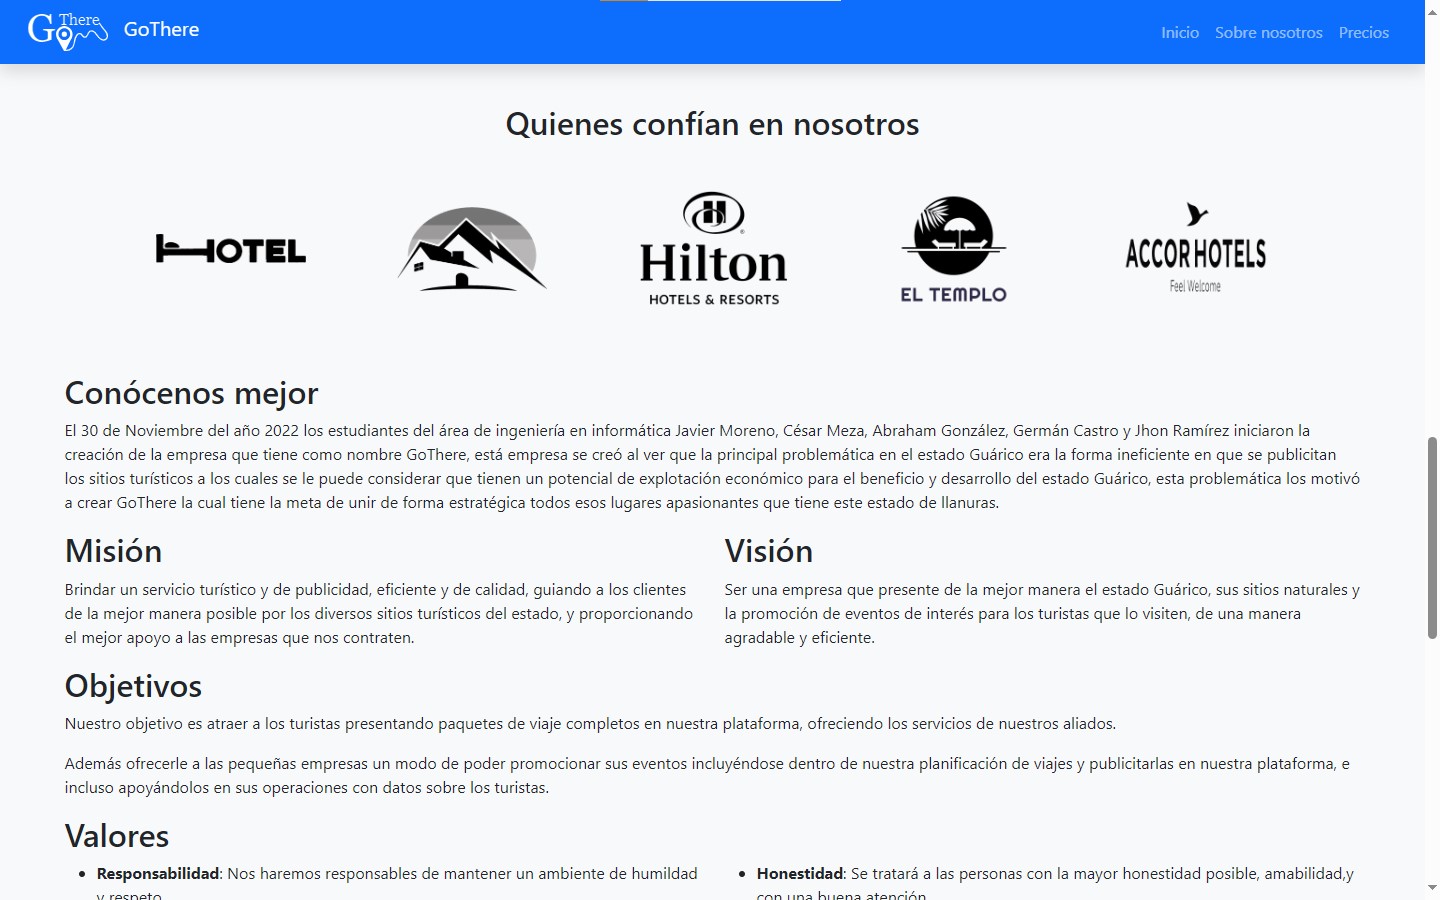 Go There
GoThere
Inicio Sobre nosotros Precios
Quienes confían en nosotros
HOTEL
Hilton
HOTELS & RESORTS
EL TEMPLO
ACCORHOTELS
Feel Welcome
Conócenos mejor
El 30 de Noviembre del año 2022 los estudiantes del área de ingeniería en informática Javier Moreno, César Meza, Abraham González, Germán Castro y Jhon Ramírez iniciaron la
creación de la empresa que tiene como nombre GoThere, está empresa se creó al ver que la principal problemática en el estado Guárico era la forma ineficiente en que se publicitan
los sitios turísticos a los cuales se le puede considerar que tienen un potencial de explotación económico para el beneficio y desarrollo del estado Guárico, esta problemática los motivó
a crear GoThere la cual tiene la meta de unir de forma estratégica todos esos lugares apasionantes que tiene este estado de llanuras.
Misión
Brindar un servicio turístico y de publicidad, eficiente y de calidad, guiando a los clientes
de la mejor manera posible por los diversos sitios turísticos del estado, y proporcionando
el mejor apoyo a las empresas que nos contraten.
Visión
Ser una empresa que presente de la mejor manera el estado Guárico, sus sitios naturales y
la promoción de eventos de interés para los turistas que lo visiten, de una manera
agradable y eficiente.
Objetivos
Nuestro objetivo es atraer a los turistas presentando paquetes de viaje completos en nuestra plataforma, ofreciendo los servicios de nuestros aliados.
Además ofrecerle a las pequeñas empresas un modo de poder promocionar sus eventos incluyéndose dentro de nuestra planificación de viajes y publicitarlas en nuestra plataforma, e
incluso apoyándolos en sus operaciones con datos sobre los turistas.
Valores
• Responsabilidad: Nos haremos responsables de mantener un ambiente de humildad
y respeto
• Honestidad: Se tratará a las personas con la mayor honestidad posible, amabilidad,y
con una buena atención